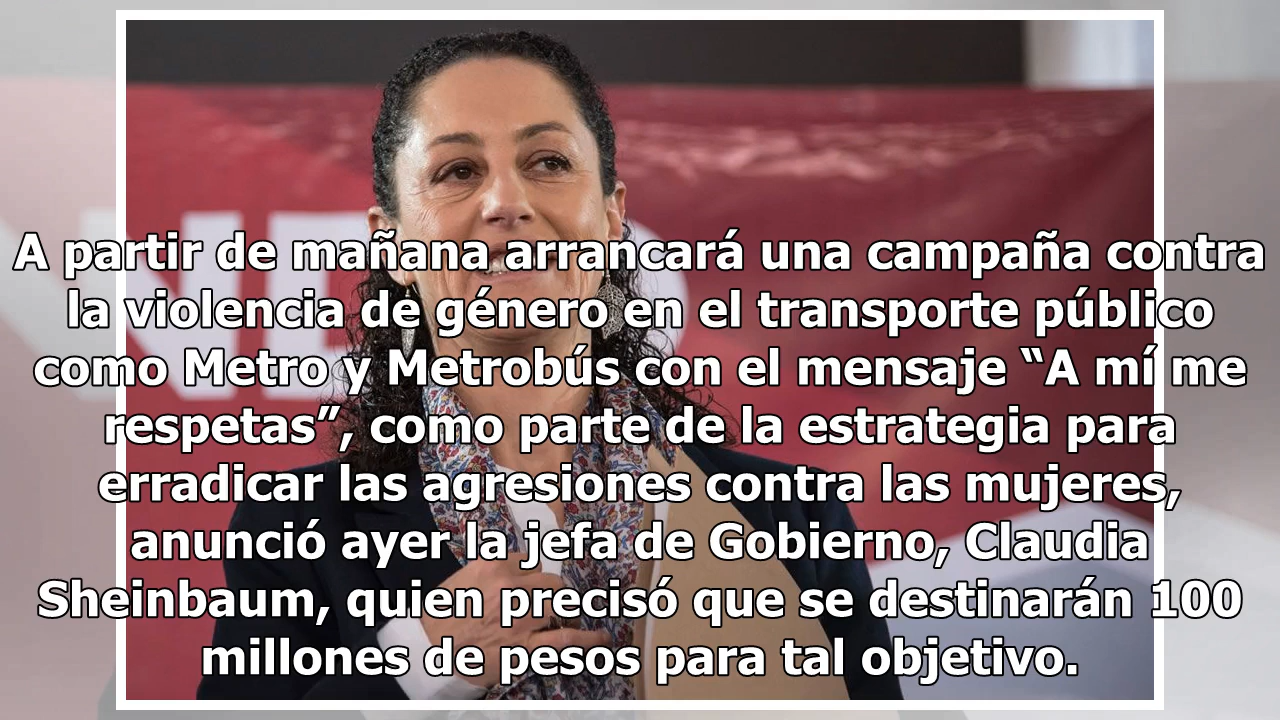 A partir de mañana arrancará una campaña contra
la violencia de género en el transporte público
como Metro y Metrobús con el mensaje “A mí me
respetas”, como parte de la estrategia para
erradicar las agresiones contra las mujeres,
anunció ayer la jefa de Gobierno, Claudia
Sheinbaum, quien precisó que se destinarán 100
millones de pesos para tal objetivo.